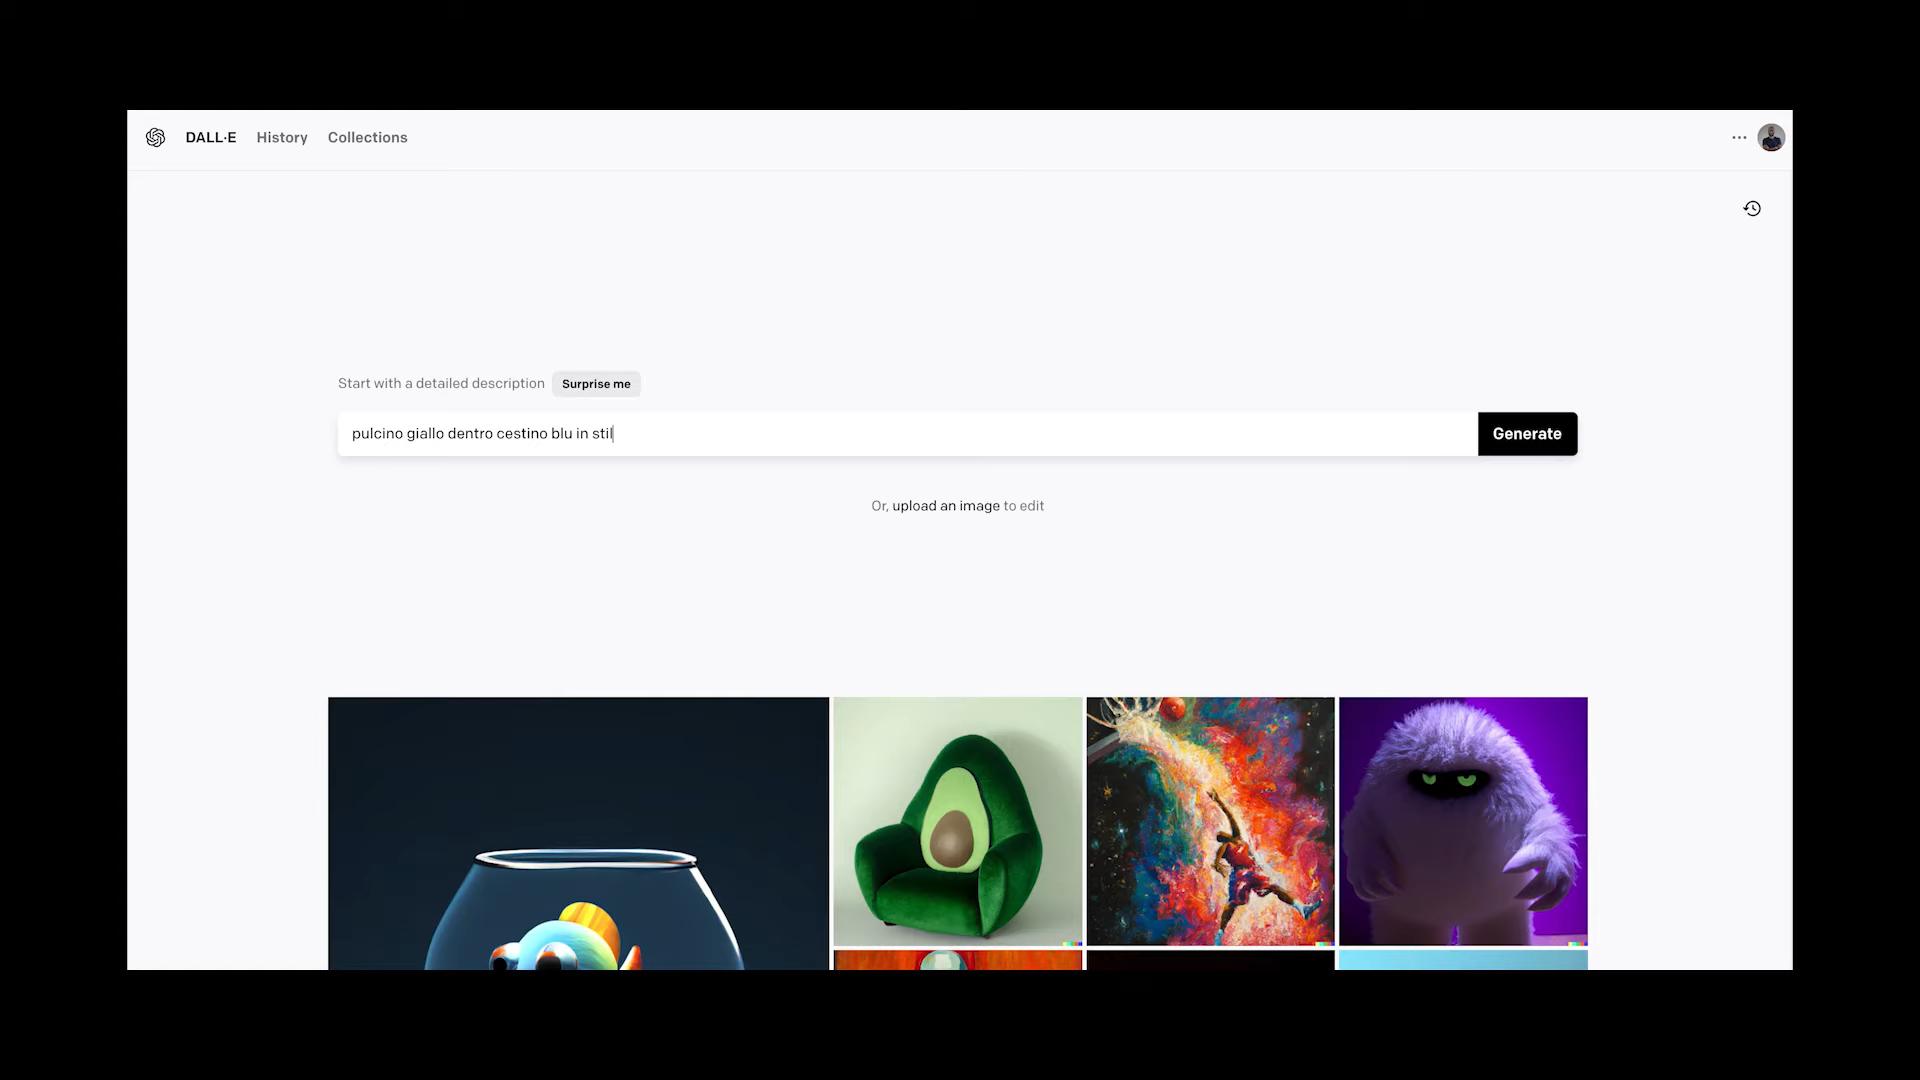 DALL·E History Collections
Start with a detailed description Surprise me
pulcino giallo dentro cestino blu in stil
Generate
Or, upload an image to edit